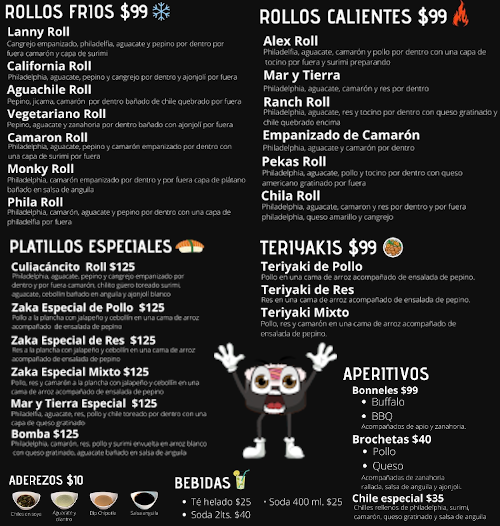 ROLLOS FRIOS $99
Lanny Roll
Cangrejo empanizado, philadelfia, aguacate y pepino por dentro por
fuera camarón y capa de surimi
California Roll
Philadelphia, aguacate, pepino y cangrejo por dentro y ajonjolí por fuera
Aguachile Roll
Pepino, jicama, camarón por dentro bañado de chile quebrado por fuera
Vegetariano Roll
Pepino, aguacate y zanahoria por dentro bañado con ajonjolí por fuera
Camaron Roll
Philadelphia, aguacate, pepino y camarón empanizado por dentro con
una capa de surimi por fuera
Monky Roll
Philadelphia, camarón empanizado por dentro y por fuera capa de plátano
bañado en salsa de anguila
Phila Roll
Philadelphia, camarón, aguacate y pepino por dentro con una capa de
philadelfia por fuera
ROLLOS CALIENTES $99
Alex Roll
Philadelfia, aguacate, camarón y pollo por dentro con una capa de
tocino por fuera y surimi preparando
Mar y Tierra
Philadelphia, aguacate, camarón y res por dentro
Ranch Roll
Philadelphia, aguacate, res y tocino por dentro con queso gratinado y
chile quebrado encima
Empanizado de Camarón
Philadelphia, aguacate y camarón por dentro
Pekas Roll
Philadelphia, aguacate, pollo y tocino por dentro con queso
americano gratinado por fuera
Chila Roll
Philadelphia, aguacate, camaron y res por dentro y por fuera
philadelphia, queso amarillo y cangrejo
PLATILLOS ESPECIALES
Culiacáncito Roll $125
Philadelphia, aguacate, pepino y cangrejo empanizado por
dentro y por fuera camarón, chilito güero toreado surimi,
aguacate, cebollín bañado en anguila y ajonjolí blanco
Zaka Especial de Pollo $125
Pollo a la plancha con jalapeño y cebollín en una cama de arroz
acompañado de ensalada de pepino
Zaka Especial de Res $125
Res a la plancha con jalapeño y cebollín en una cama de arroz
acompañado de ensalada de pepino
Zaka Especial Mixto $125
Pollo, res y camarón a la plancha con jalapeño y cebollín en una
cama de arroz acompañado de ensalada de pepino
Mar y Tierra Especial $125
Philadelfia, aguacate, res, pollo y chile toreado por dentro con una
capa de queso gratinado
Bomba $125
Philadelphia, camarón, res, pollo y surimi envuelta en arroz blanco
con queso gratinado, aguacate bañado en salsa de anguila
TERIYAKIS $99
Teriyaki de Pollo
Pollo en una cama de arroz acompañado de ensalada de pepino.
Teriyaki de Res
Res en una cama de arroz acompañado de ensalada de pepino.
Teriyaki Mixto
Pollo, res y camarón en una cama de arroz acompañado de
ensalada de pepino.
APERITIVOS
Bonneles $99
• Buffalo
• BBQ
Acompañados de apio y zanahoria.
Brochetas $40
• Pollo
• Queso
Acompañadas de zanahoria
rallada, salsa de anguila y ajonjolí.
Chile especial $35
Chiles rellenos de philadelphia, surimi,
camarón, queso gratinado y salsa de anguila
ADEREZOS $10
Chiles en soya
Aguacate y
cilantro
Dip Chipotle
Salsa anguila
BEBIDAS
• Té helado $25
• Soda 2lts. $40
• Soda 400 ml. $25